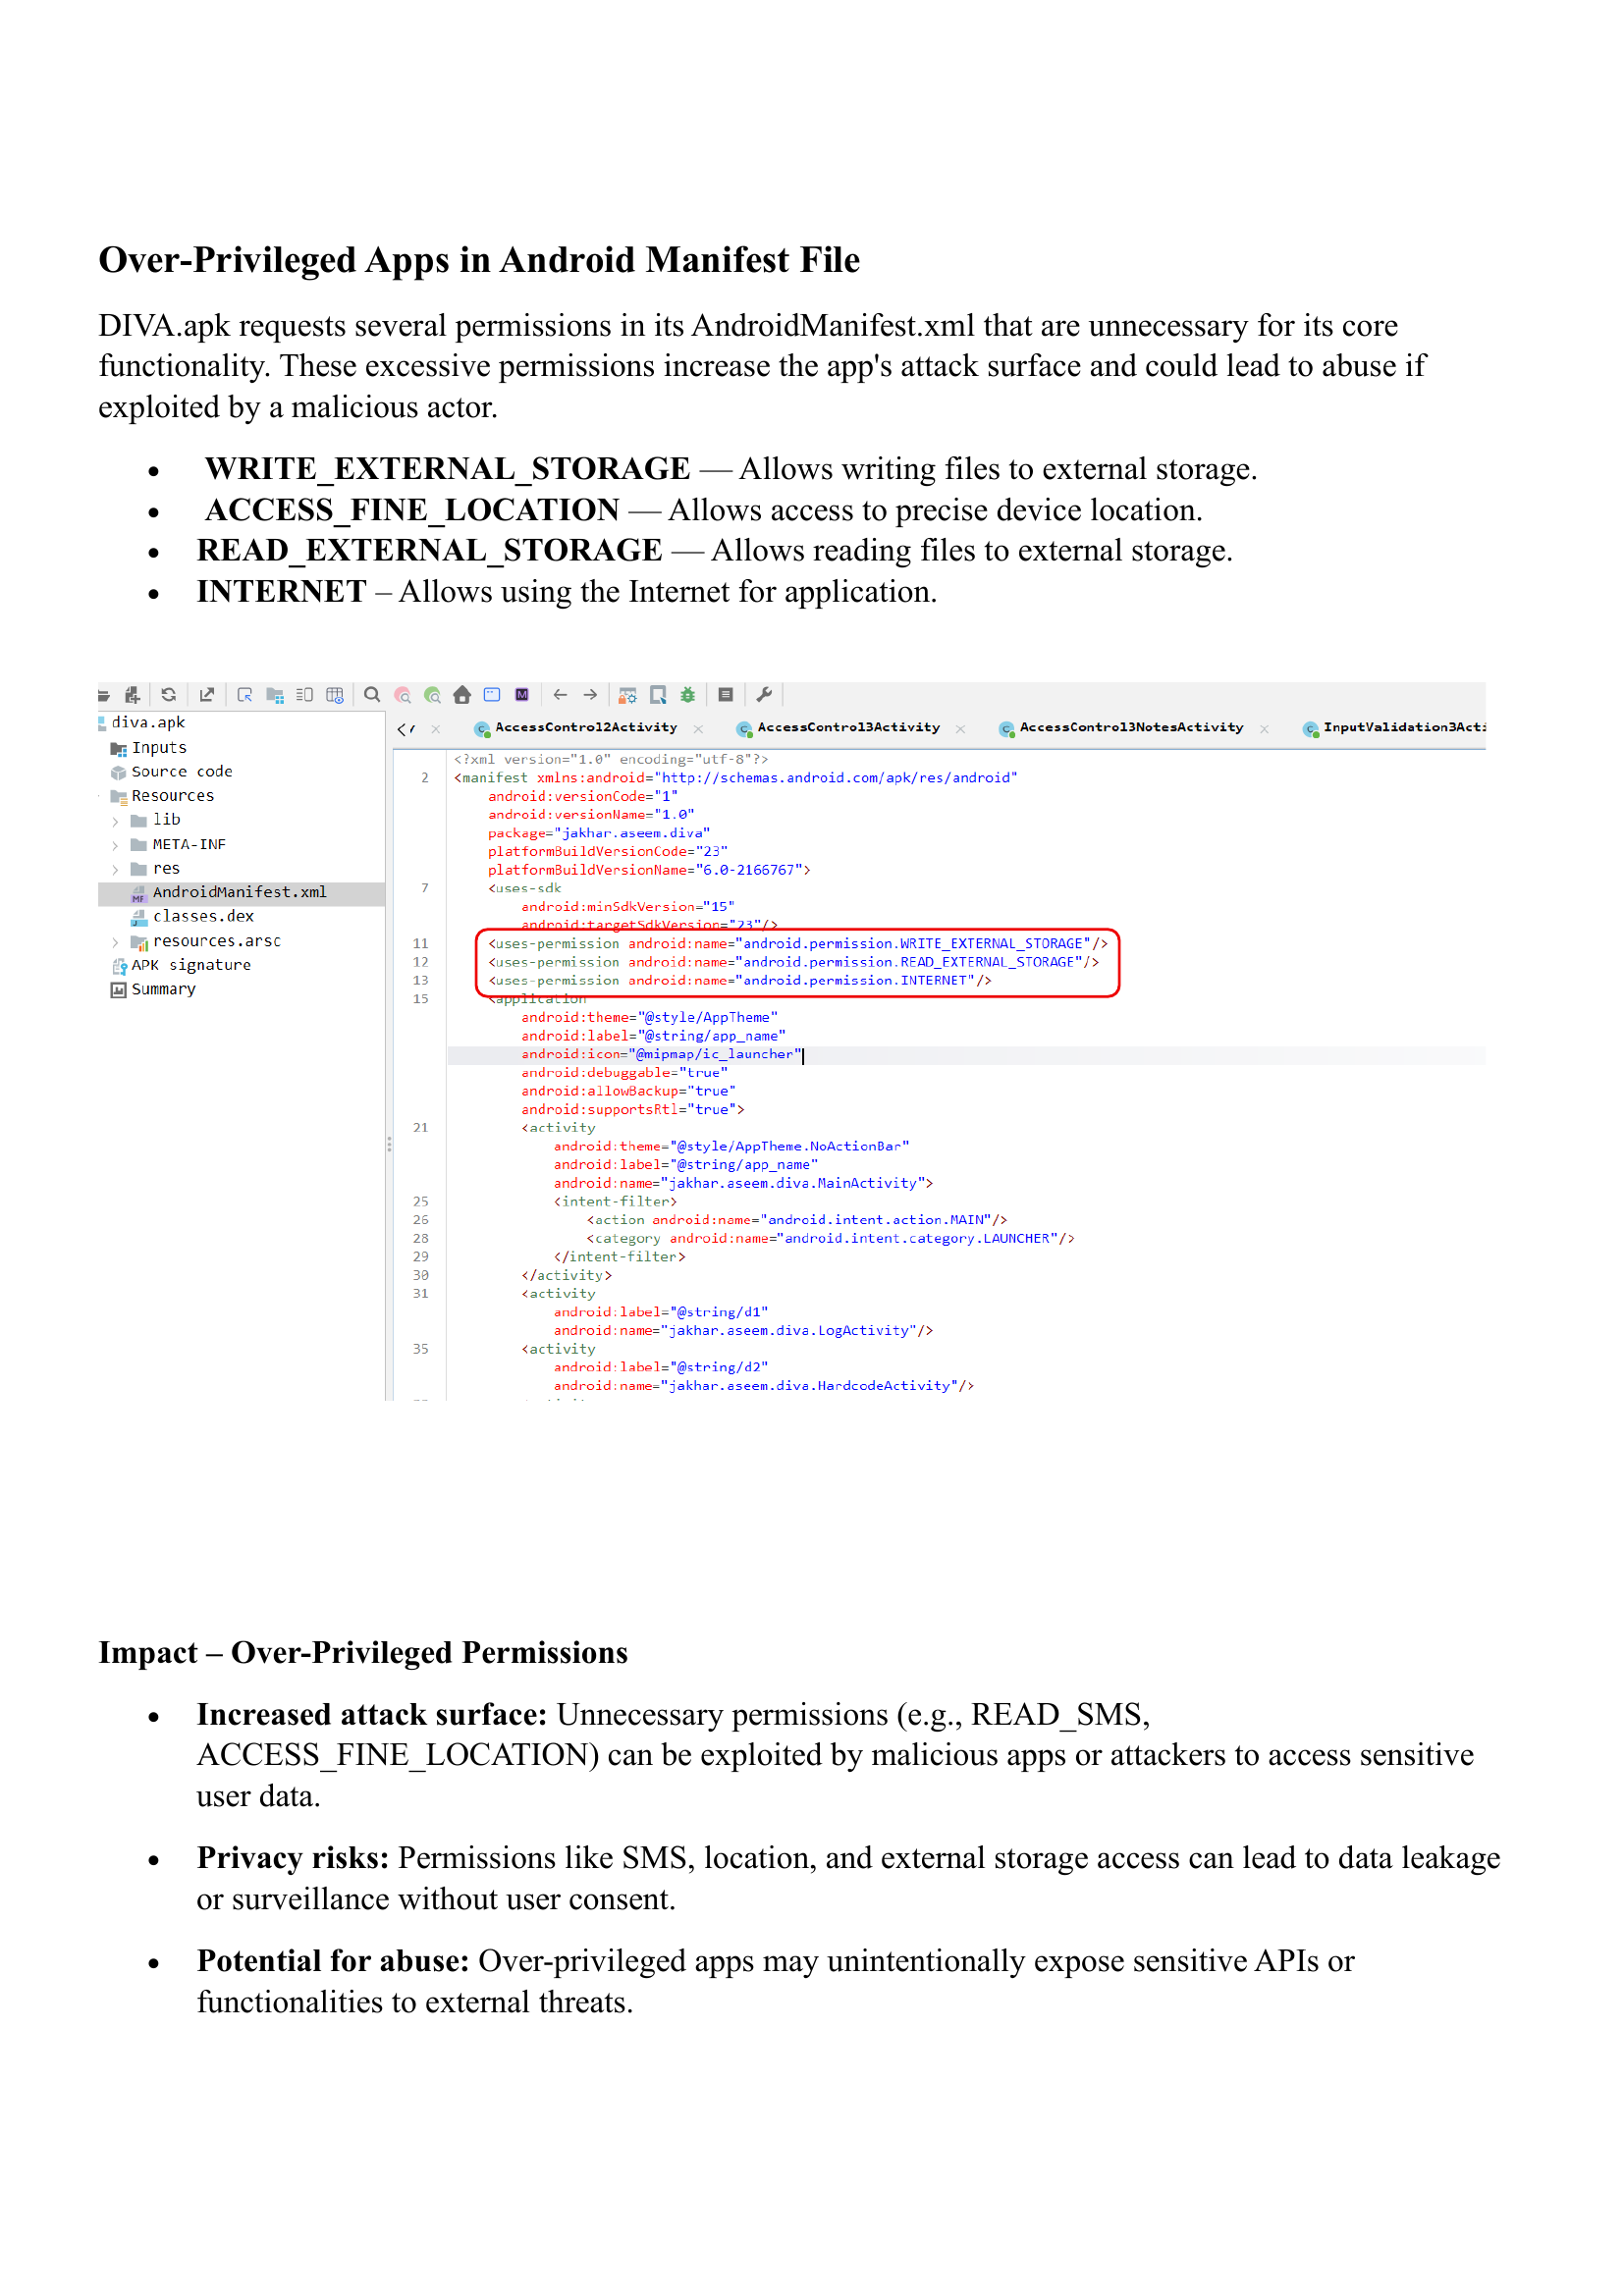 Over-Privileged Apps in Android Manifest File
DIVA.apk requests several permissions in its AndroidManifest.xml that are unnecessary for its core
functionality. These excessive permissions increase the app's attack surface and could lead to abuse if
exploited by a malicious actor.
• WRITE_EXTERNAL_STORAGE — Allows writing files to external storage.
• ACCESS_FINE_LOCATION — Allows access to precise device location.
• READ_EXTERNAL_STORAGE — Allows reading files to external storage.
• INTERNET – Allows using the Internet for application.
diva.apk
Inputs
Source code
Resources
lib
META-INF
res
AndroidManifest.xml
classes.dex
resources.arsc
APK signature
Summary
AccessControl2Activity
AccessControl3Activity
AccessControl3NotesActivity
InputValidation3Acti
<?xml version="1.0" encoding="utf-8"?>
2 <manifest xmlns:android="http://schemas.android.com/apk/res/android"
android:versionCode="1"
android:versionName="1.0"
package="jakhar.aseem.diva"
platformBuildVersionCode="23"
platformBuildVersionName="6.0-2166767">
7 <uses-sdk
android:minSdkVersion="15"
android:targetSdkVersion="23"/>
11 <uses-permission android:name="android.permission.WRITE_EXTERNAL_STORAGE"/>
12 <uses-permission android:name="android.permission.READ_EXTERNAL_STORAGE"/>
13 <uses-permission android:name="android.permission.INTERNET"/>
15 <application
android:theme="@style/AppTheme"
android:label="@string/app_name"
android:icon="@mipmap/ic_launcher"
android:debuggable="true"
android:allowBackup="true"
android:supportsRtl="true">
21 <activity
android:theme="@style/AppTheme.NoActionBar"
android:label="@string/app_name"
android:name="jakhar.aseem.diva.MainActivity">
25 <intent-filter>
26 <action android:name="android.intent.action.MAIN"/>
28 <category android:name="android.intent.category.LAUNCHER"/>
29 </intent-filter>
30 </activity>
31 <activity
android:label="@string/d1"
android:name="jakhar.aseem.diva.LogActivity"/>
35 <activity
android:label="@string/d2"
android:name="jakhar.aseem.diva.HardcodeActivity"/>
Impact – Over-Privileged Permissions
• Increased attack surface: Unnecessary permissions (e.g., READ_SMS,
ACCESS_FINE_LOCATION) can be exploited by malicious apps or attackers to access sensitive
user data.
• Privacy risks: Permissions like SMS, location, and external storage access can lead to data leakage
or surveillance without user consent.
• Potential for abuse: Over-privileged apps may unintentionally expose sensitive APIs or
functionalities to external threats.